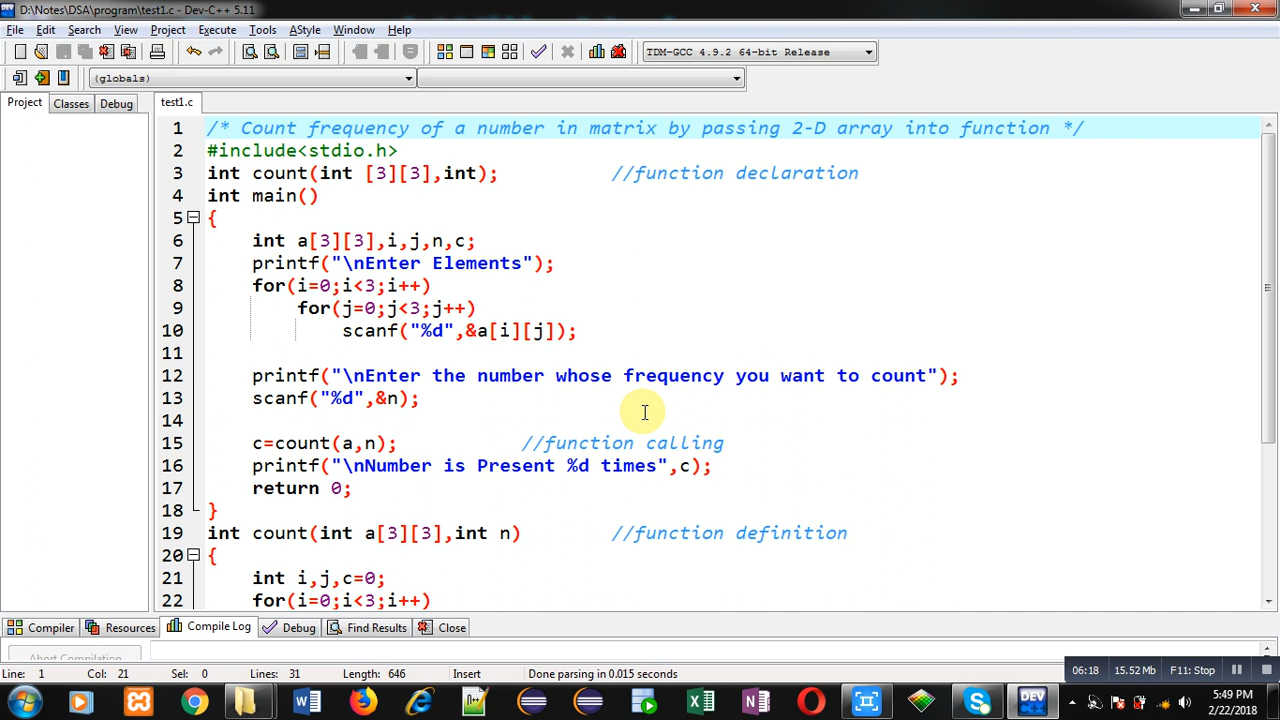 D:\Notes\DSA\program\test1.c - Dev-C++ 5.11
File Edit Search View Project Execute Tools AStyle Window Help
TDM-GCC 4.9.2 64-bit Release
(globals)
Project Classes Debug test1.c
1 /* Count frequency of a number in matrix by passing 2-D array into function */
2 #include<stdio.h>
3 int count(int [3][3],int); //function declaration
4 int main()
5 {
6 int a[3][3],i,j,n,c;
7 printf("\nEnter Elements");
8 for(i=0;i<3;i++)
9 for(j=0;j<3;j++)
10 scanf("%d",&a[i][j]);
11
12 printf("\nEnter the number whose frequency you want to count");
13 scanf("%d",&n);
14
15 c=count(a,n); //function calling
16 printf("\nNumber is Present %d times",c);
17 return 0;
18 }
19 int count(int a[3][3],int n) //function definition
20 {
21 int i,j,c=0;
22 for(i=0;i<3;i++)
Compiler Resources Compile Log Debug Find Results Close
Abort Compilation
Line: 1 Col: 21 Sel: 0 Lines: 31 Length: 646 Insert Done parsing in 0.015 seconds
06:18 15.52 Mb F11: Stop
5:49 PM
2/22/2018